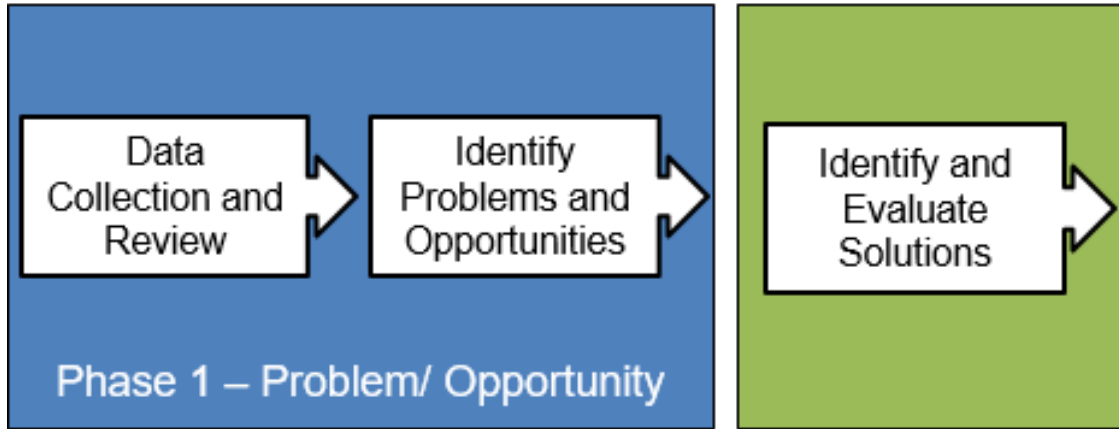 Data
Collection and
Review
Identify
Problems and
Opportunities
Phase 1 – Problem/ Opportunity
Identify and
Evaluate
Solutions